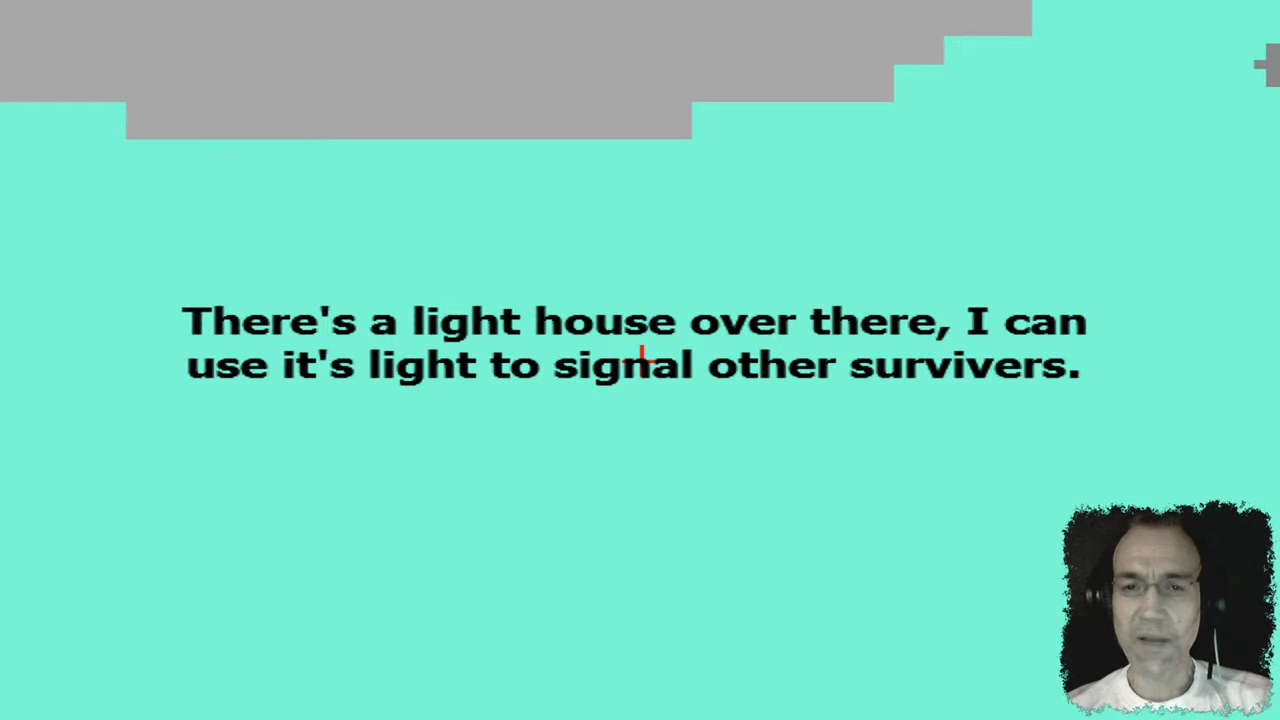 There's a light house over there, I can
use it's light to signal other survivers.